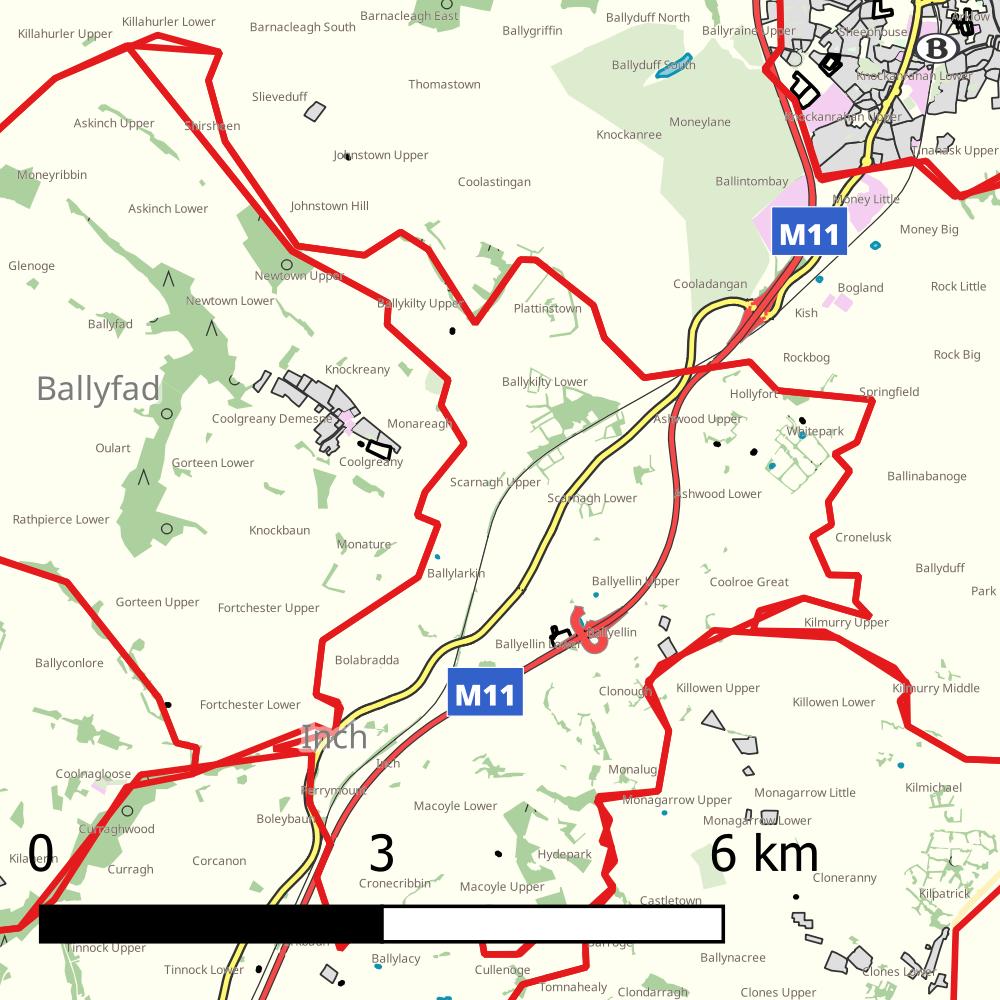 Killahurler Lower
Barnacleagh East
Ballyduff North
Killahurler Upper
Barnacleagh South
Ballygriffin
Ballyraine Upper
Sheephouse
Arklow
B
Ballyduff South
Knockanrahan Lower
Thomastown
Slieveduff
Knockanrahan Upper
Askinch Upper
Shirsheen
Moneylane
Knockanree
Johnstown Upper
Tinahask Upper
Moneyribbin
Coolastingan
Ballintombay
Askinch Lower
Johnstown Hill
Money Little
M11
Money Big
Glenoge
Newtown Upper
Cooladangan
Bogland
Rock Little
Newtown Lower
Ballykilty Upper
Plattinstown
Kish
Ballyfad
Rockbog
Rock Big
Knockreany
Ballyfad
Ballykilty Lower
Hollyfort
Springfield
Coolgreany Demesne
Monareagh
Ashwood Upper
Whitepark
Oulart
Gorteen Lower
Coolgreany
Ballinabanoge
Scarnagh Upper
Scarnagh Lower
Ashwood Lower
Rathpierce Lower
Knockbaun
Monature
Cronelusk
Ballylarkin
Ballyellin Upper
Coolroe Great
Ballyduff
Park
Gorteen Upper
Fortchester Upper
Kilmurry Upper
Ballyellin
Ballyellin Lower
Ballyconlore
Bolabradda
Clonough
Killowen Upper
Kilmurry Middle
M11
Killowen Lower
Fortchester Lower
Inch
Inch
Coolnagloose
Monalug
Perrymount
Monagarrow Little
Kilmichael
Macoyle Lower
Monagarrow Upper
Boleybaun
Monagarrow Lower
Curraghwood
0
3
6 km
Corcanon
Hydepark
Curragh
Cronecribbin
Macoyle Upper
Cloneranny
Kilpatrick
Castletown
Tinnock Upper
Ballylacy
Ballynacree
Tinnock Lower
Cullenoge
Clones Lower
Tomnahealy
Clondarragh
Clones Upper